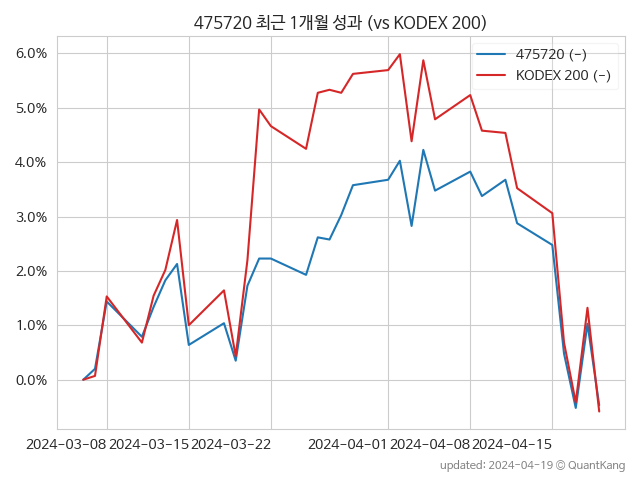 475720 최근 1개월 성과 (vs KODEX 200)
475720 (-)
KODEX 200 (-)
6.0%
5.0%
4.0%
3.0%
2.0%
1.0%
0.0%
2024-03-08 2024-03-15 2024-03-22 2024-04-01 2024-04-08 2024-04-15
updated: 2024-04-19 © QuantKang